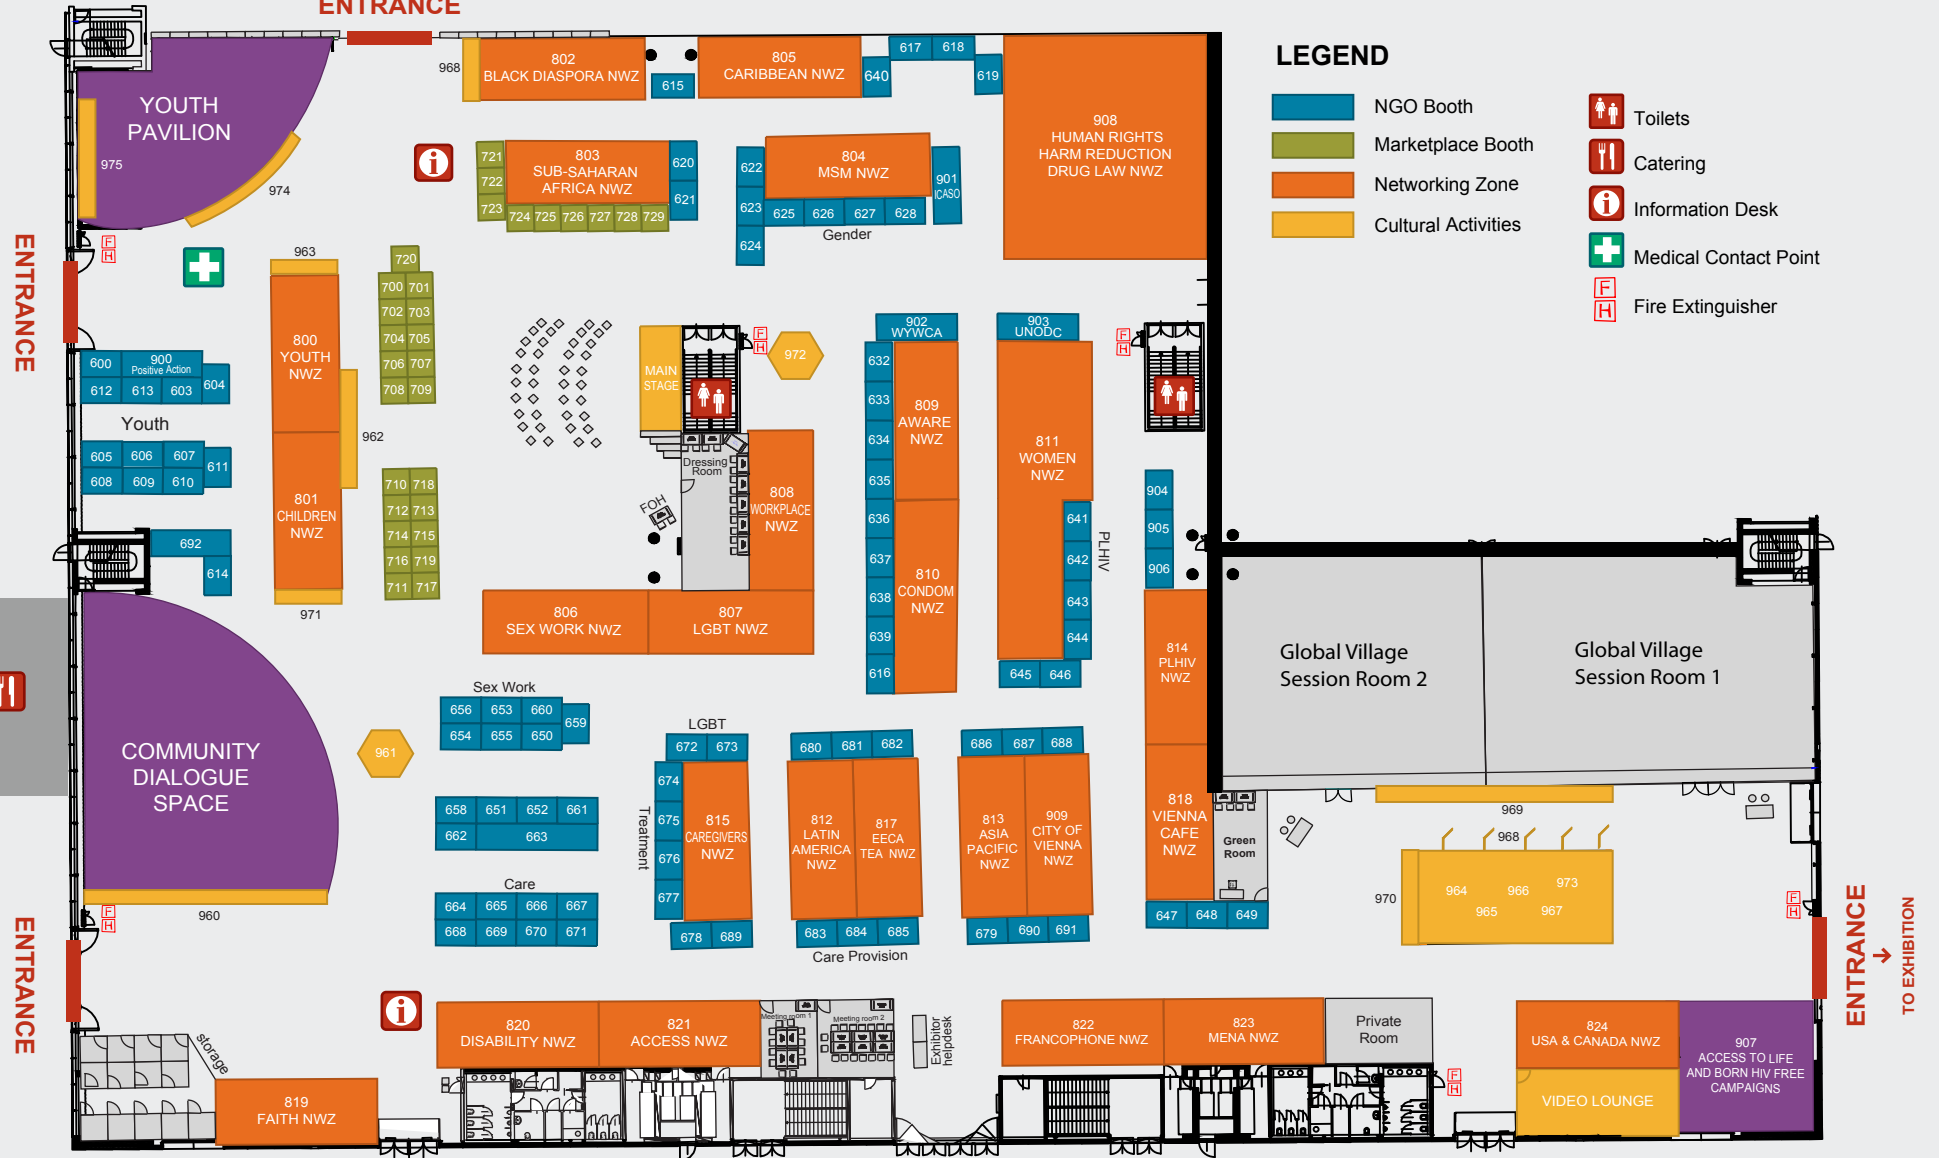 ENTRANCE
802
BLACK DIASPORA NWZ
968
615
805
CARIBBEAN NWZ
640
617
618
619
908
HUMAN RIGHTS
HARM REDUCTION
DRUG LAW NWZ
LEGEND
NGO Booth
Marketplace Booth
Networking Zone
Cultural Activities
Toilets
Catering
Information Desk
Medical Contact Point
F
H
Fire Extinguisher
YOUTH
PAVILION
975
974
F
H
721
722
723
803
SUB-SAHARAN
AFRICA NWZ
620
621
724
725
726
727
728
729
622
623
624
804
MSM NWZ
901
ICASO
625
626
627
628
Gender
ENTRANCE
963
800
YOUTH
NWZ
962
801
CHILDREN
NWZ
971
720
700
701
702
703
704
705
706
707
708
709
710
718
712
713
714
715
716
719
711
717
600
900
Positive Action
604
612
613
603
Youth
605
606
607
611
608
609
610
692
614
MAIN
STAGE
F
H
972
Dressing
Room
FOH
808
WORKPLACE
NWZ
806
SEX WORK NWZ
807
LGBT NWZ
902
WYWCA
632
633
634
635
636
637
638
639
616
809
AWARE
NWZ
810
CONDOM
NWZ
903
UNODC
811
WOMEN
NWZ
641
642
643
644
PLHIV
645
646
F
H
904
905
906
814
PLHIV
NWZ
818
VIENNA
CAFE
NWZ
Green
Room
647
648
649
Global Village
Session Room 2
Global Village
Session Room 1
COMMUNITY
DIALOGUE
SPACE
961
960
F
H
ENTRANCE
Sex Work
656
653
660
659
654
655
650
658
651
652
661
662
663
Care
664
665
666
667
668
669
670
671
LGBT
672
673
674
675
676
677
Treatment
815
CAREGIVERS
NWZ
678
689
680
681
682
812
LATIN
AMERICA
NWZ
817
EECA
TEA NWZ
683
684
685
Care Provision
686
687
688
813
ASIA
PACIFIC
NWZ
909
CITY OF
VIENNA
NWZ
679
690
691
969
968
970
964
966
973
965
967
F
H
ENTRANCE
TO EXHIBITION
storage
819
FAITH NWZ
820
DISABILITY NWZ
821
ACCESS NWZ
Meeting room 1
Meeting room 2
Exhibitor
helpdesk
822
FRANCOPHONE NWZ
823
MENA NWZ
Private
Room
F
H
824
USA & CANADA NWZ
VIDEO LOUNGE
907
ACCESS TO LIFE
AND BORN HIV FREE
CAMPAIGNS